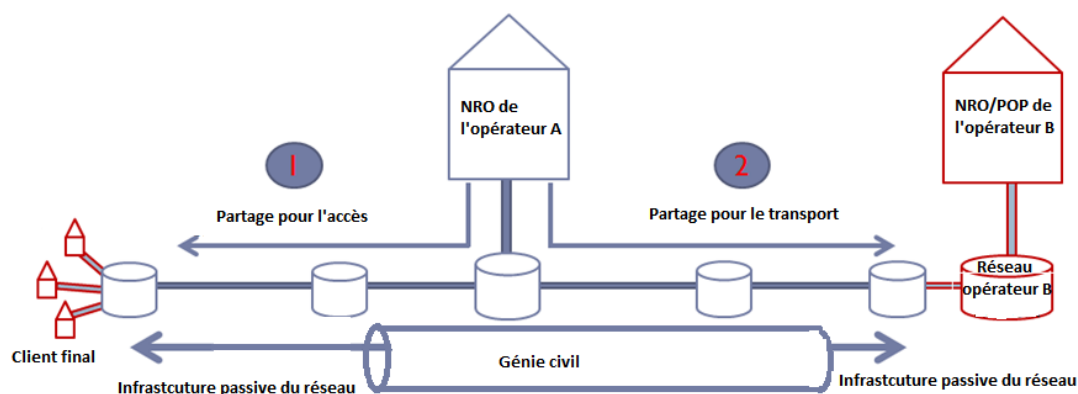 NRO de
l'opérateur A
NRO/POP de
l'opérateur B
1
2
Partage pour l'accès
Partage pour le transport
Réseau
opérateur B
Client final
Génie civil
Infrastcuture passive du réseau
Infrastcuture passive du réseau